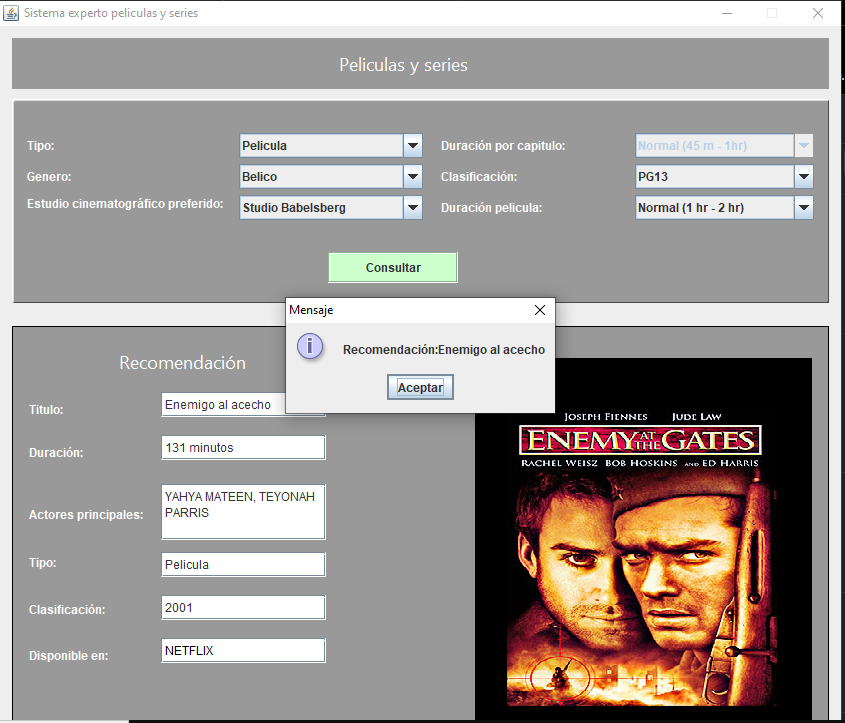 Sistema experto peliculas y series
Peliculas y series
Tipo:
Pelicula
Duración por capitulo:
Normal (45 m - 1hr)
Genero:
Belico
Clasificación:
PG13
Estudio cinematográfico preferido:
Studio Babelsberg
Duración pelicula:
Normal (1 hr - 2 hr)
Consultar
Mensaje
Recomendación:Enemigo al acecho
Aceptar
Recomendación
Título:
Enemigo al acecho
Duración:
131 minutos
Actores principales:
YAHYA MATEEN, TEYONAH
PARRIS
Tipo:
Pelicula
Clasificación:
2001
Disponible en:
NETFLIX
JOSEPH FIENNES JUDE LAW
ENEMY AT THE GATES
RACHEL WEISZ BOB HOSKINS AND ED HARRIS